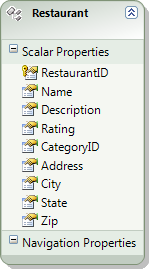 Restaurant
Scalar Properties
RestaurantID
Name
Description
Rating
CategoryID
Address
City
State
Zip
Navigation Properties